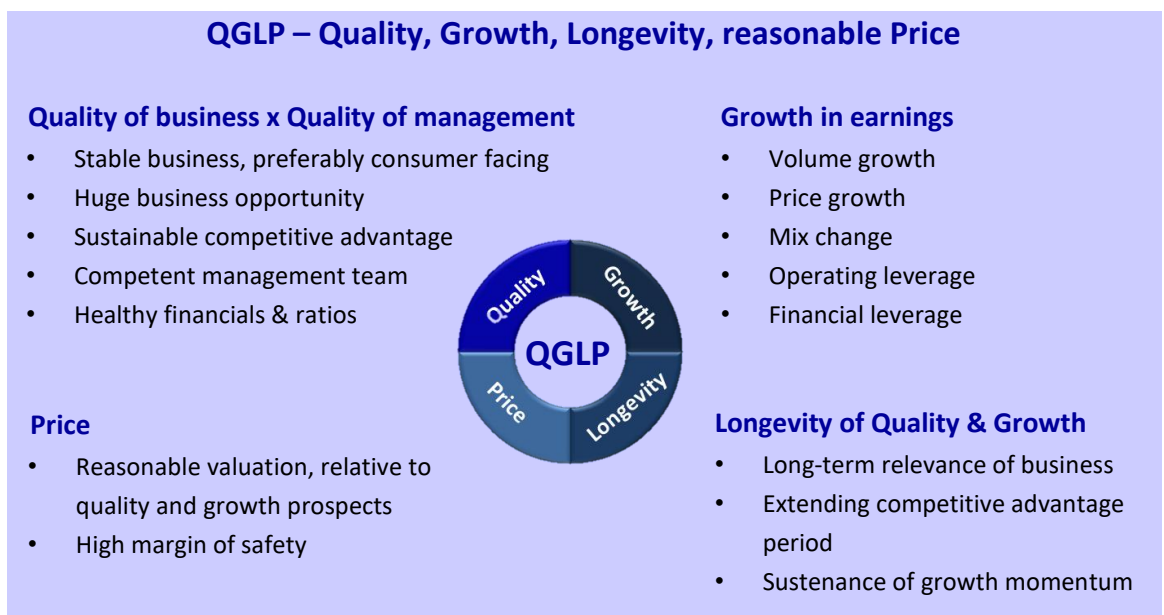 QGLP – Quality, Growth, Longevity, reasonable Price
Quality of business x Quality of management
• Stable business, preferably consumer facing
• Huge business opportunity
• Sustainable competitive advantage
• Competent management team
• Healthy financials & ratios
Growth in earnings
• Volume growth
• Price growth
• Mix change
• Operating leverage
• Financial leverage
Quality
Growth
QGLP
Price
Longevity
Price
• Reasonable valuation, relative to
quality and growth prospects
• High margin of safety
Longevity of Quality & Growth
• Long-term relevance of business
• Extending competitive advantage
period
• Sustenance of growth momentum